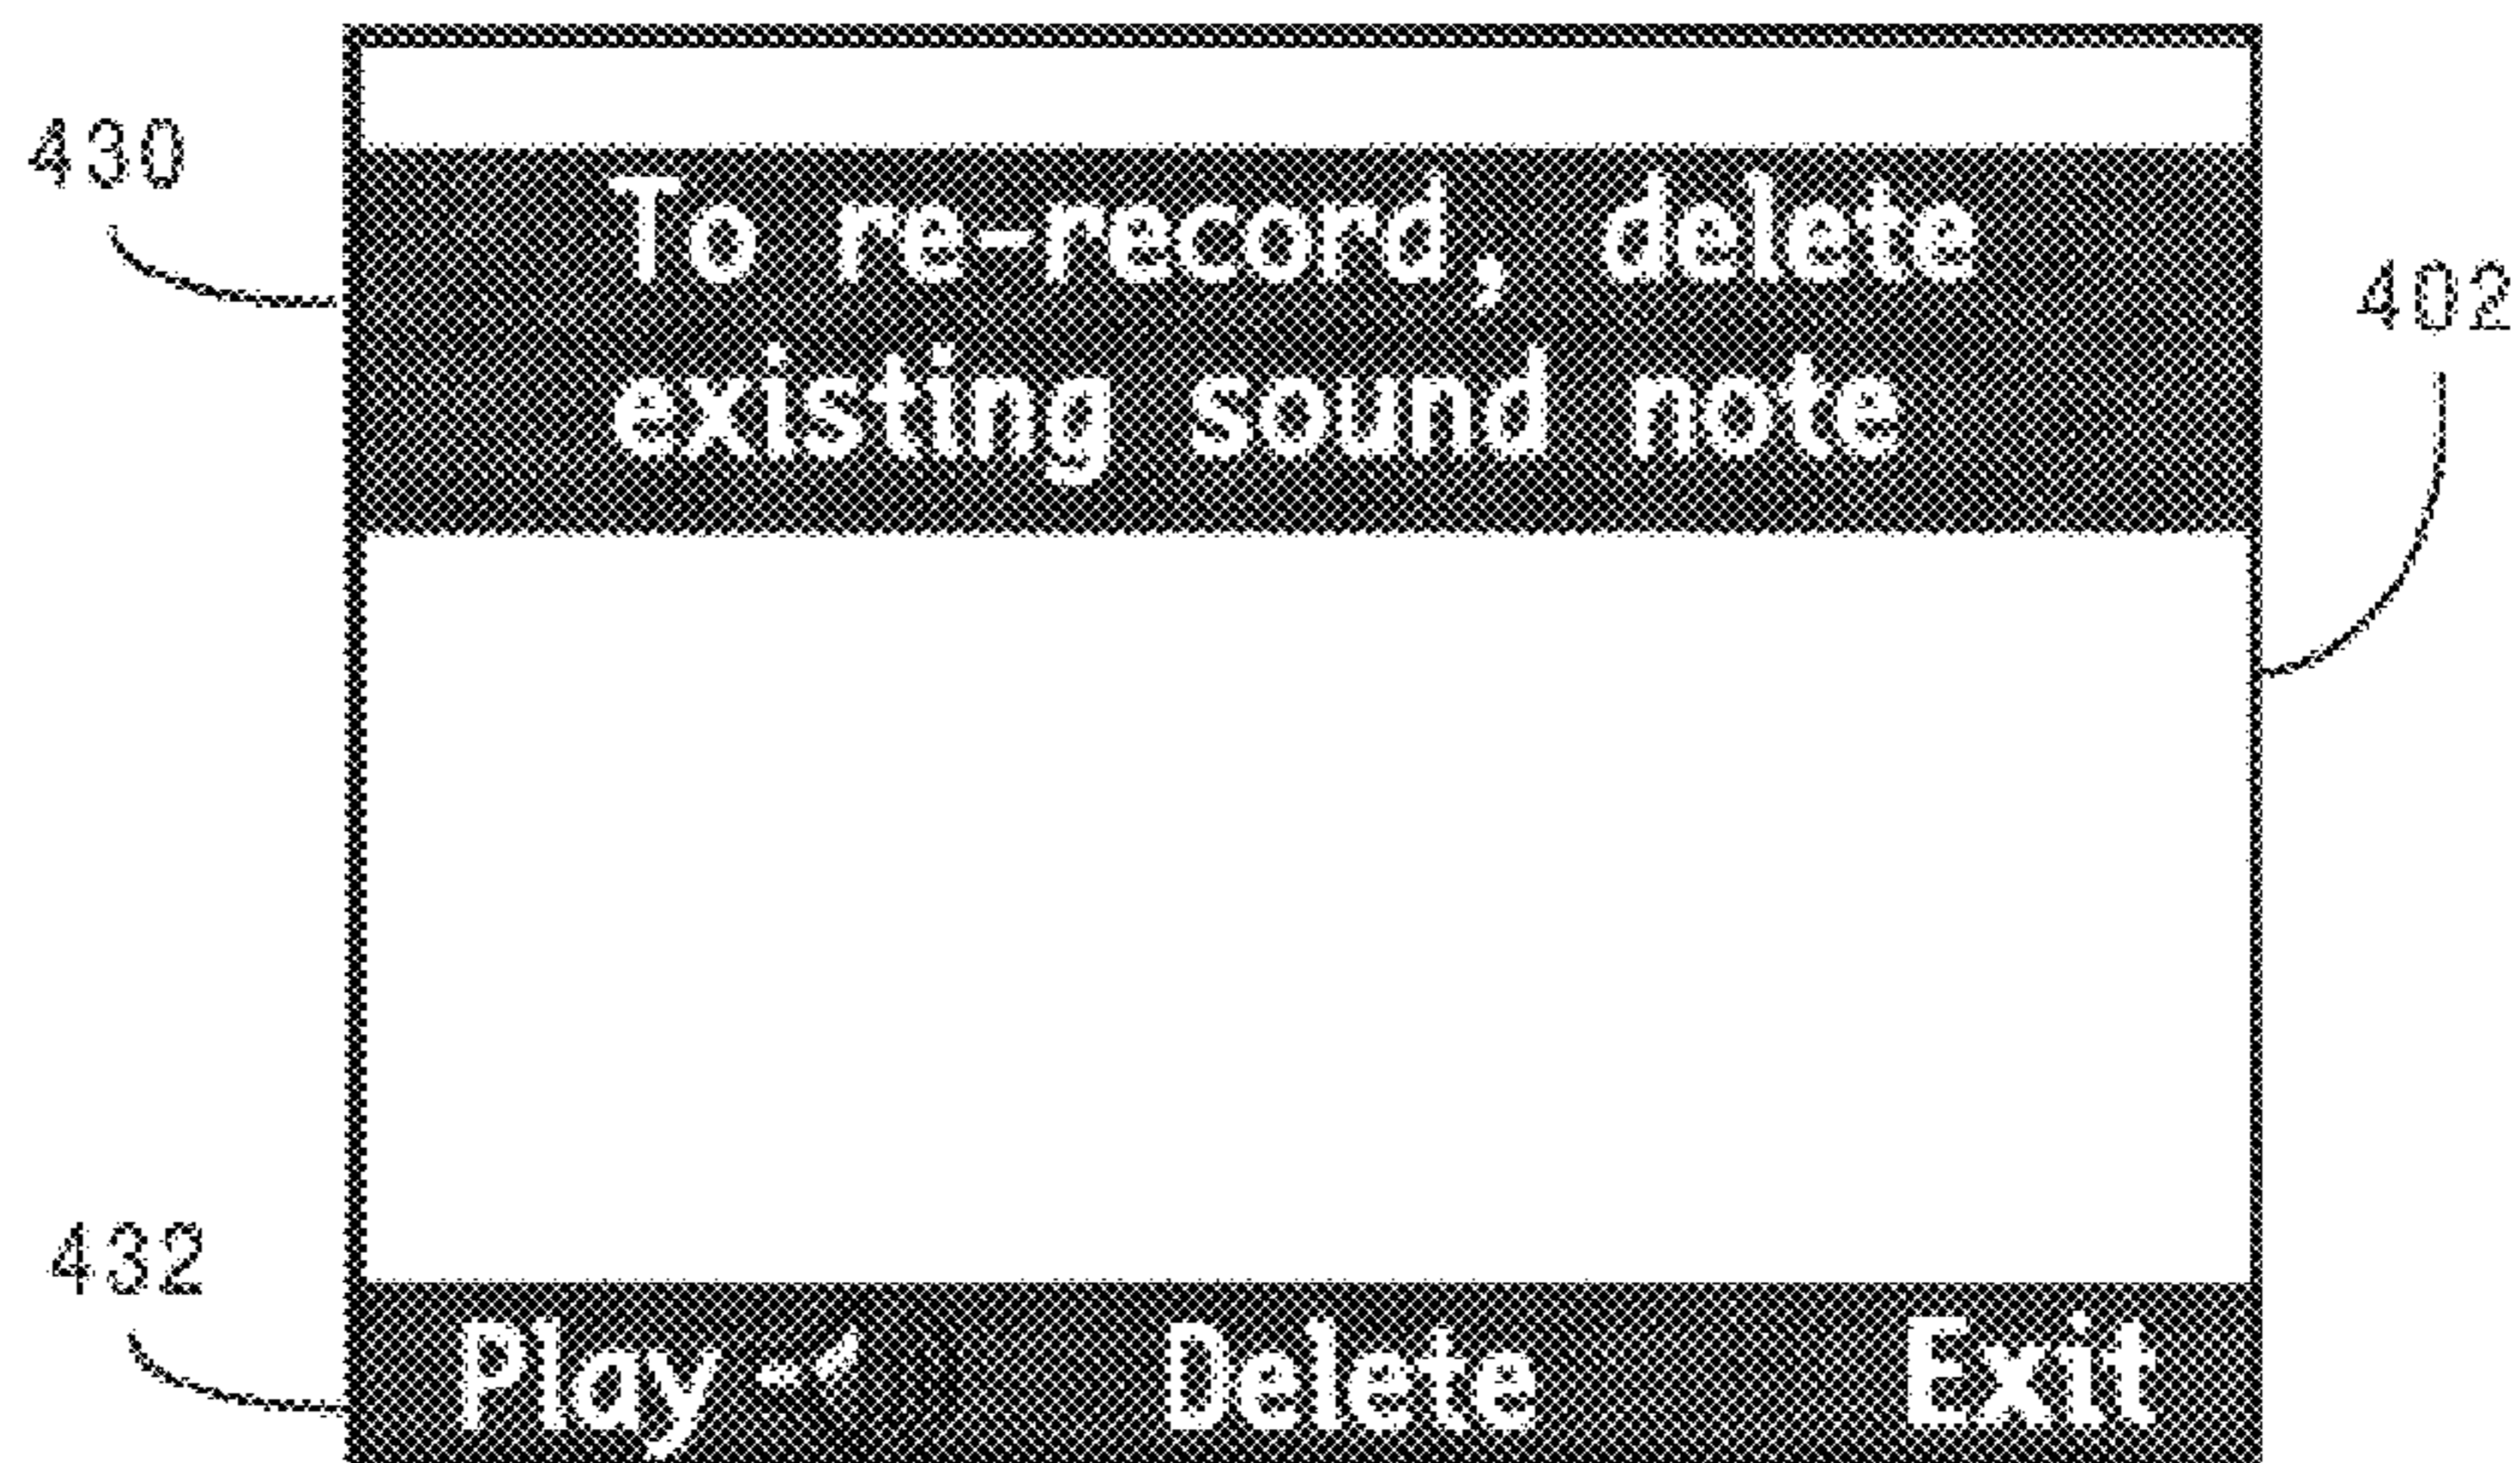 430
To re-record, delete
402
existing sound note
432
Play Delete Exit